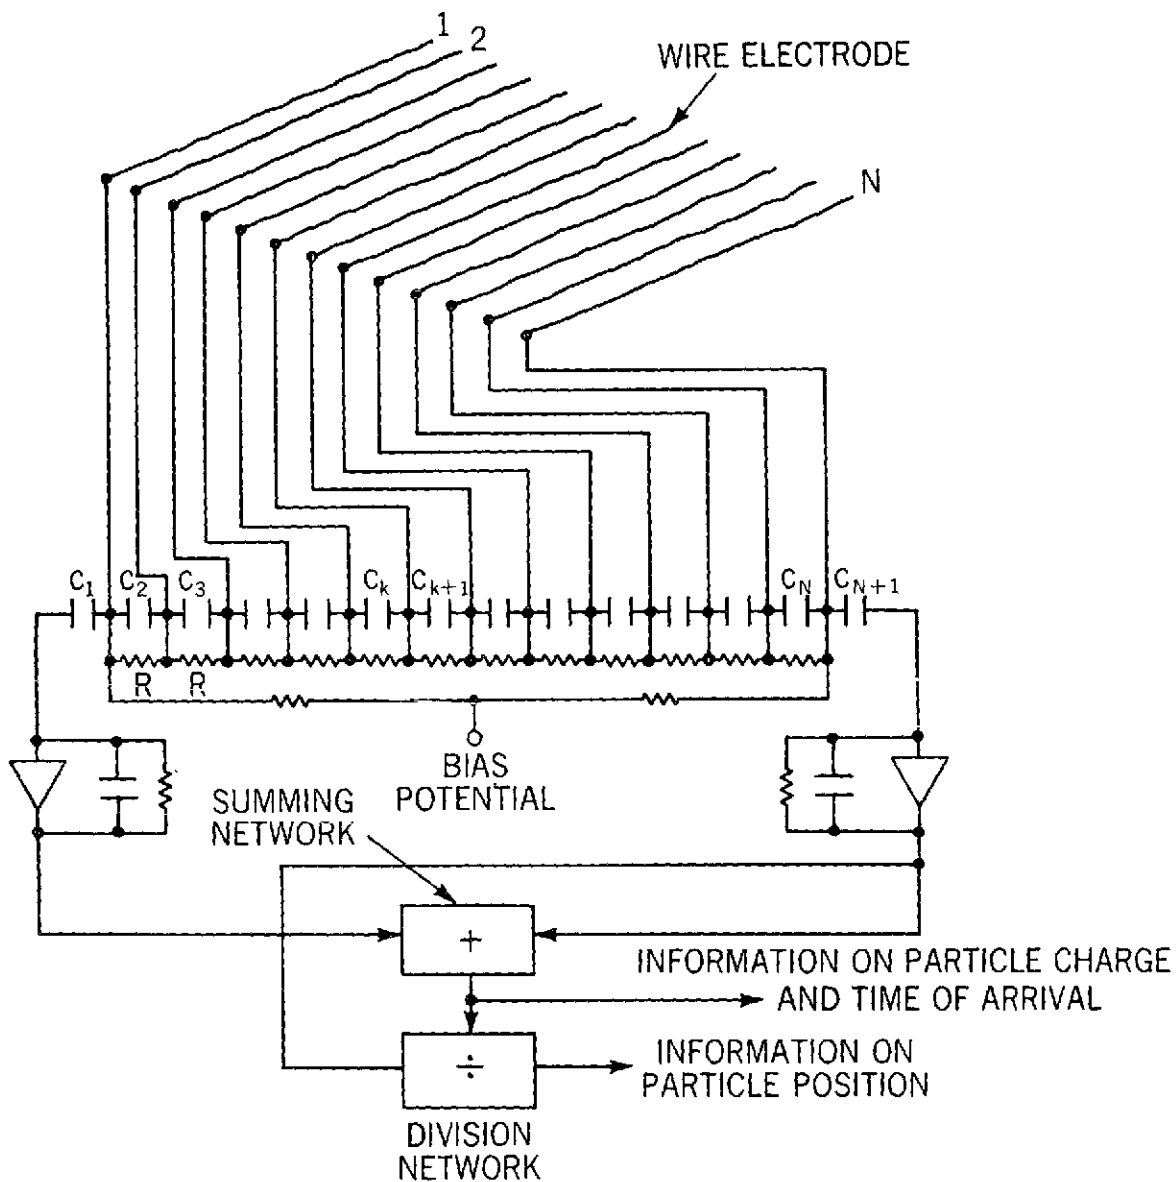 1
2
WIRE ELECTRODE
N
C1 C2 C3 Ck Ck+1 CN CN+1
R R
BIAS
POTENTIAL
SUMMING
NETWORK
+
INFORMATION ON PARTICLE CHARGE
AND TIME OF ARRIVAL
÷
INFORMATION ON
PARTICLE POSITION
DIVISION
NETWORK